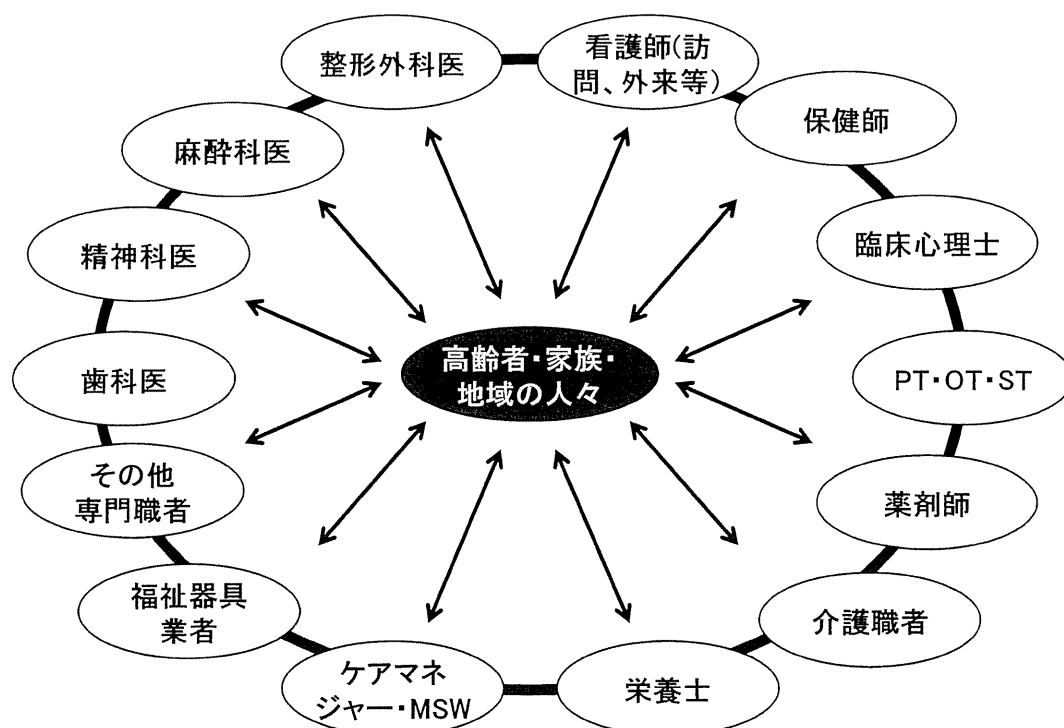 整形外科医
看護師(訪
問、外来等)
保健師
麻酔科医
臨床心理士
精神科医
高齢者・家族・
地域の人々
歯科医
PT・OT・ST
その他
専門職者
薬剤師
福祉器具
業者
介護職者
ケアマネ
ジャー・MSW
栄養士